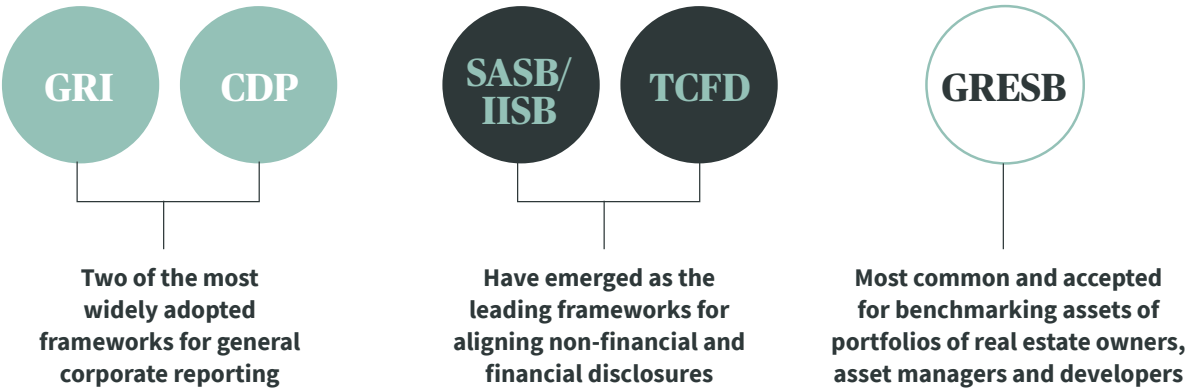 GRI
CDP
SASB/
IISB
TCFD
GRESB
Two of the most
widely adopted
frameworks for general
corporate reporting
Have emerged as the
leading frameworks for
aligning non-financial and
financial disclosures
Most common and accepted
for benchmarking assets of
portfolios of real estate owners,
asset managers and developers